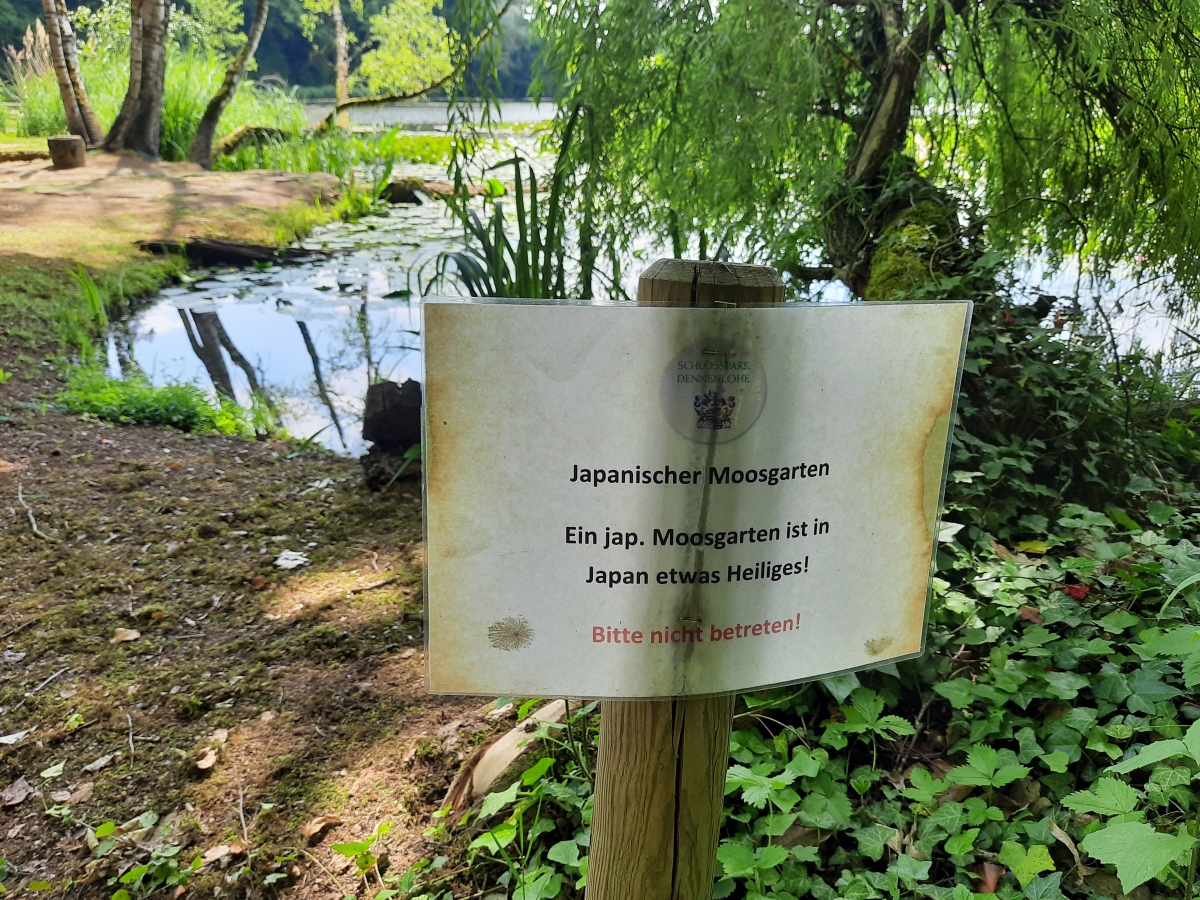 SCHLOSSPARK
DENNENLOHE
Japanischer Moosgarten
Ein jap. Moosgarten ist in
Japan etwas Heiliges!
Bitte nicht betreten!